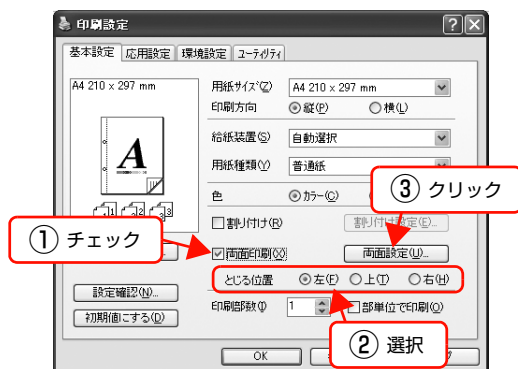 印刷設定
基本設定 応用設定 環境設定 ユーティリティ
A4 210 x 297 mm
用紙サイズ(Z) A4 210 x 297 mm
印刷方向 縦(P) 横(L)
給紙装置(S) 自動選択
用紙種類(Y) 普通紙
色 カラー(C)
③ クリック
割り付け(R) 割り付け設定(E)...
① チェック
両面印刷(X) 両面設定(U)...
とじる位置 左(F) 上(T) 右(H)
設定確認(N)...
印刷部数(I) 1 部単位で印刷(O)
初期値にする(D)
② 選択
OK